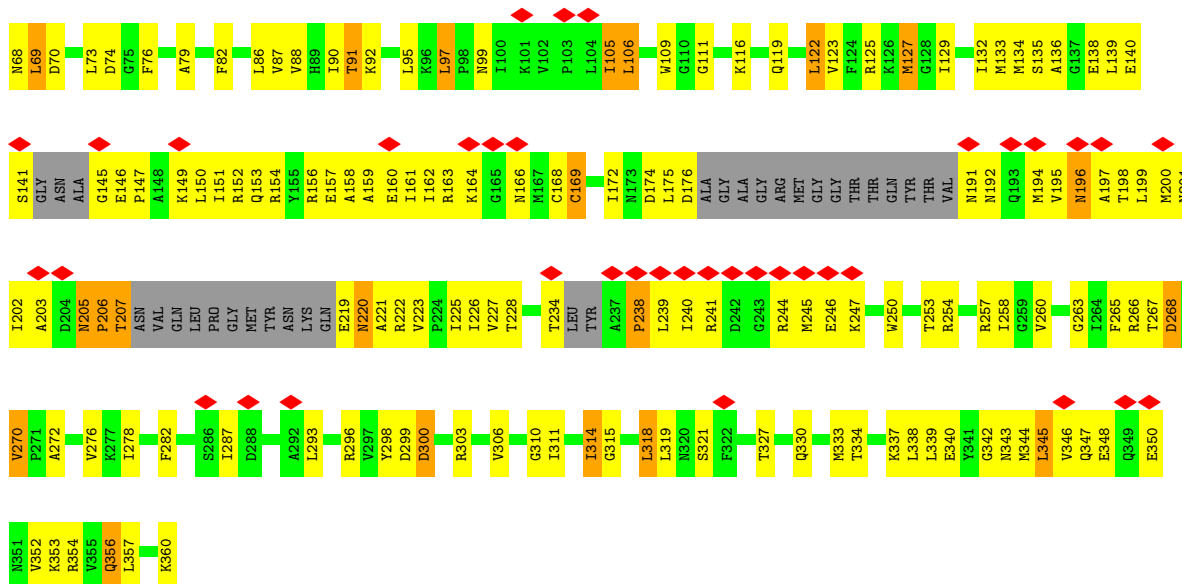 N68 L69 D70 L73 D74 G75 F76 A79 F82 L86 V87 V88 H89 I90 T91 K92 L95 K96 L97 P98 N99 I100 K101 V102 P103 L104 I105 L106 W109 G110 G111 K116 Q119 L122 V123 F124 R125 K126 M127 G128 I129 I132 M133 M134 S135 A136 G137 E138 L139 E140
S141 GLY ASN ALA G145 E146 P147 A148 K149 L150 I151 R152 Q153 R154 Y155 R156 E157 A158 A159 E160 I161 I162 R163 K164 G165 N166 M167 C168 C169 I172 N173 D174 L175 D176 ALA GLY ALA GLY ARG MET GLY GLY THR THR GLN TYR THR VAL N191 N192 Q193 M194 V195 N196 A197 T198 L199 M200 N201
I202 A203 D204 N205 P206 T207 ASN VAL GLN LEU PRO GLY MET TYR ASN LYS GLN E219 N220 A221 R222 V223 P224 I225 I226 V227 T228 T234 LEU TYR A237 P238 L239 I240 R241 D242 G243 R244 M245 E246 K247 W250 T253 R254 R257 I258 G259 V260 G263 I264 F265 R266 T267 D268
V270 P271 A272 V276 K277 I278 F282 S286 I287 D288 A292 L293 R296 V297 Y298 D299 D300 R303 V306 G310 I311 I314 G315 L318 L319 N320 S321 F322 T327 Q330 M333 T334 K337 L338 L339 E340 Y341 G342 N343 M344 L345 V346 Q347 E348 Q349 E350
N351 V352 K353 R354 V355 Q356 L357 K360